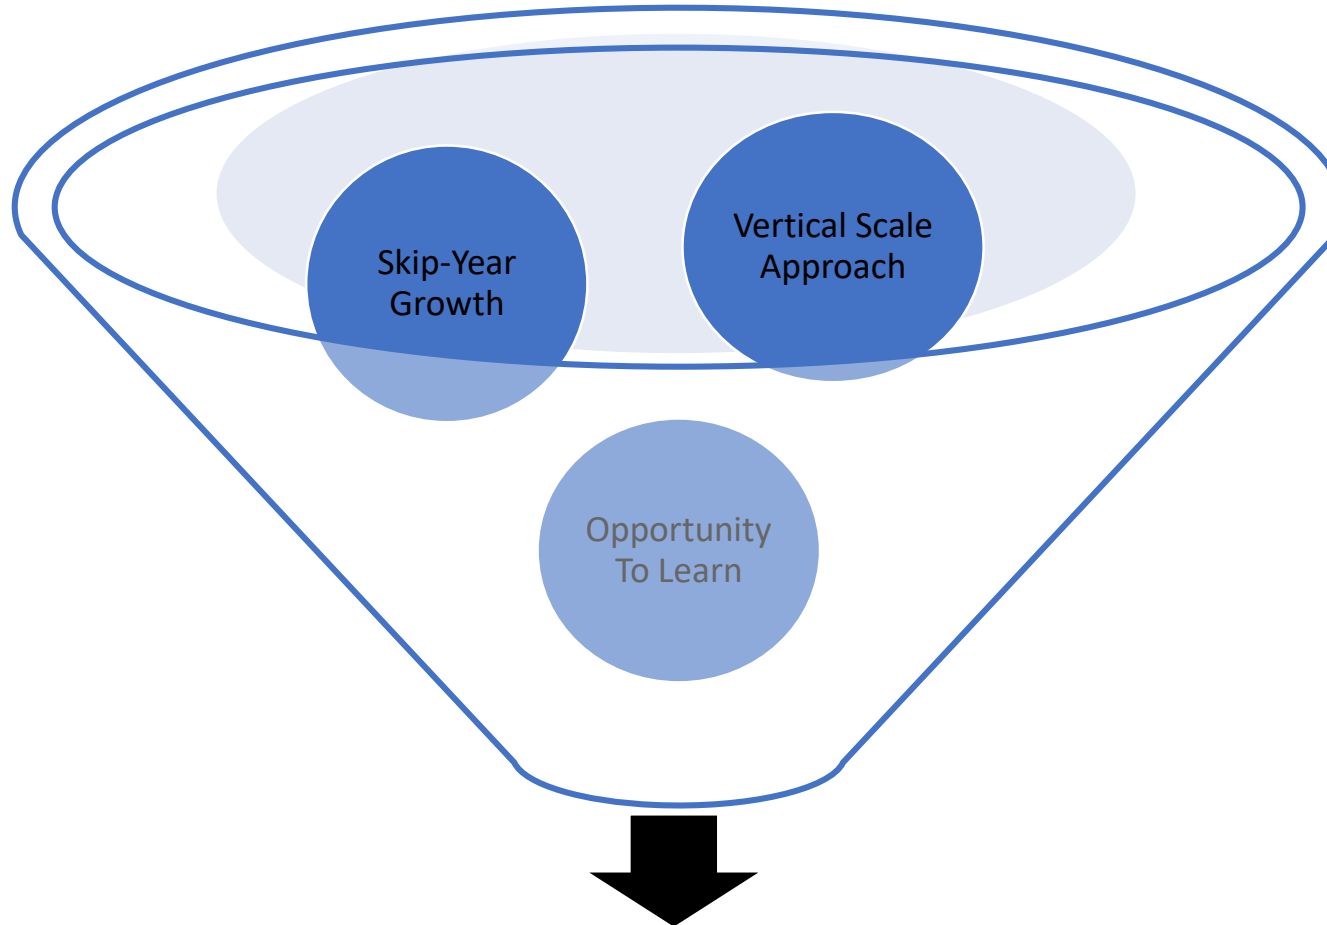 Skip-Year
Growth
Vertical Scale
Approach
Opportunity
To Learn